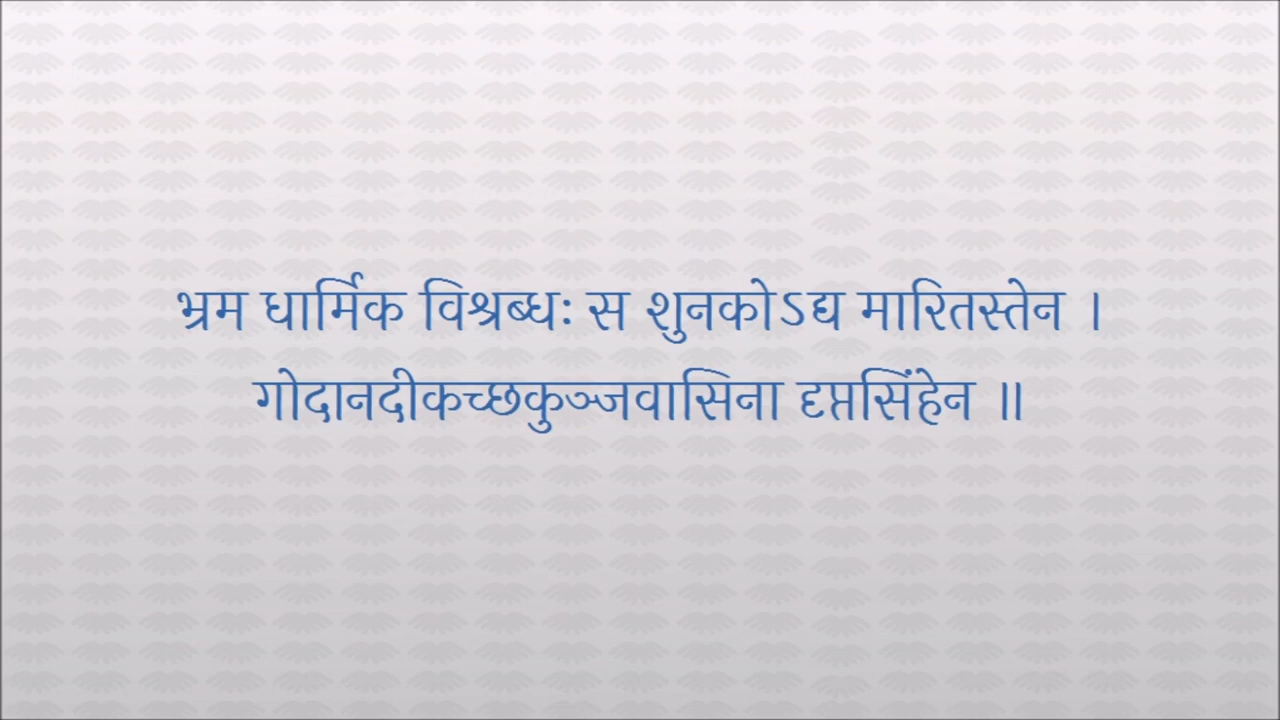 भ्रम धार्मिक विश्रब्धः स शुनकोऽद्य मारितस्तेन ।
गोदानदीकच्छकुञ्जवासिना दृप्तसिंहेन ॥